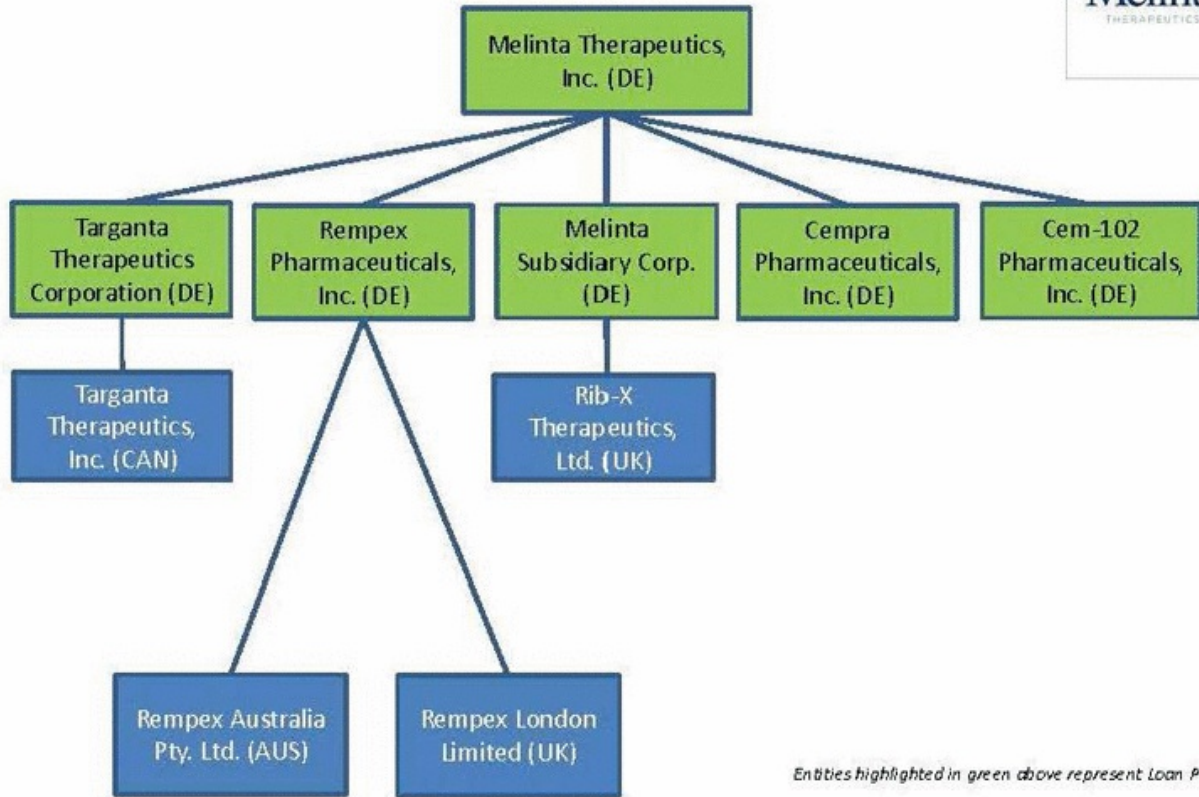 THERAPEUTICS
Melinta Therapeutics,
Inc. (DE)
Targanta
Therapeutics
Corporation (DE)
Rempex
Pharmaceuticals,
Inc. (DE)
Melinta
Subsidiary Corp.
(DE)
Cempra
Pharmaceuticals,
Inc. (DE)
Cem-102
Pharmaceuticals,
Inc. (DE)
Targanta
Therapeutics,
Inc. (CAN)
Rib-X
Therapeutics,
Ltd. (UK)
Rempex Australia
Pty. Ltd. (AUS)
Rempex London
Limited (UK)
Entities highlighted in green above represent Loan